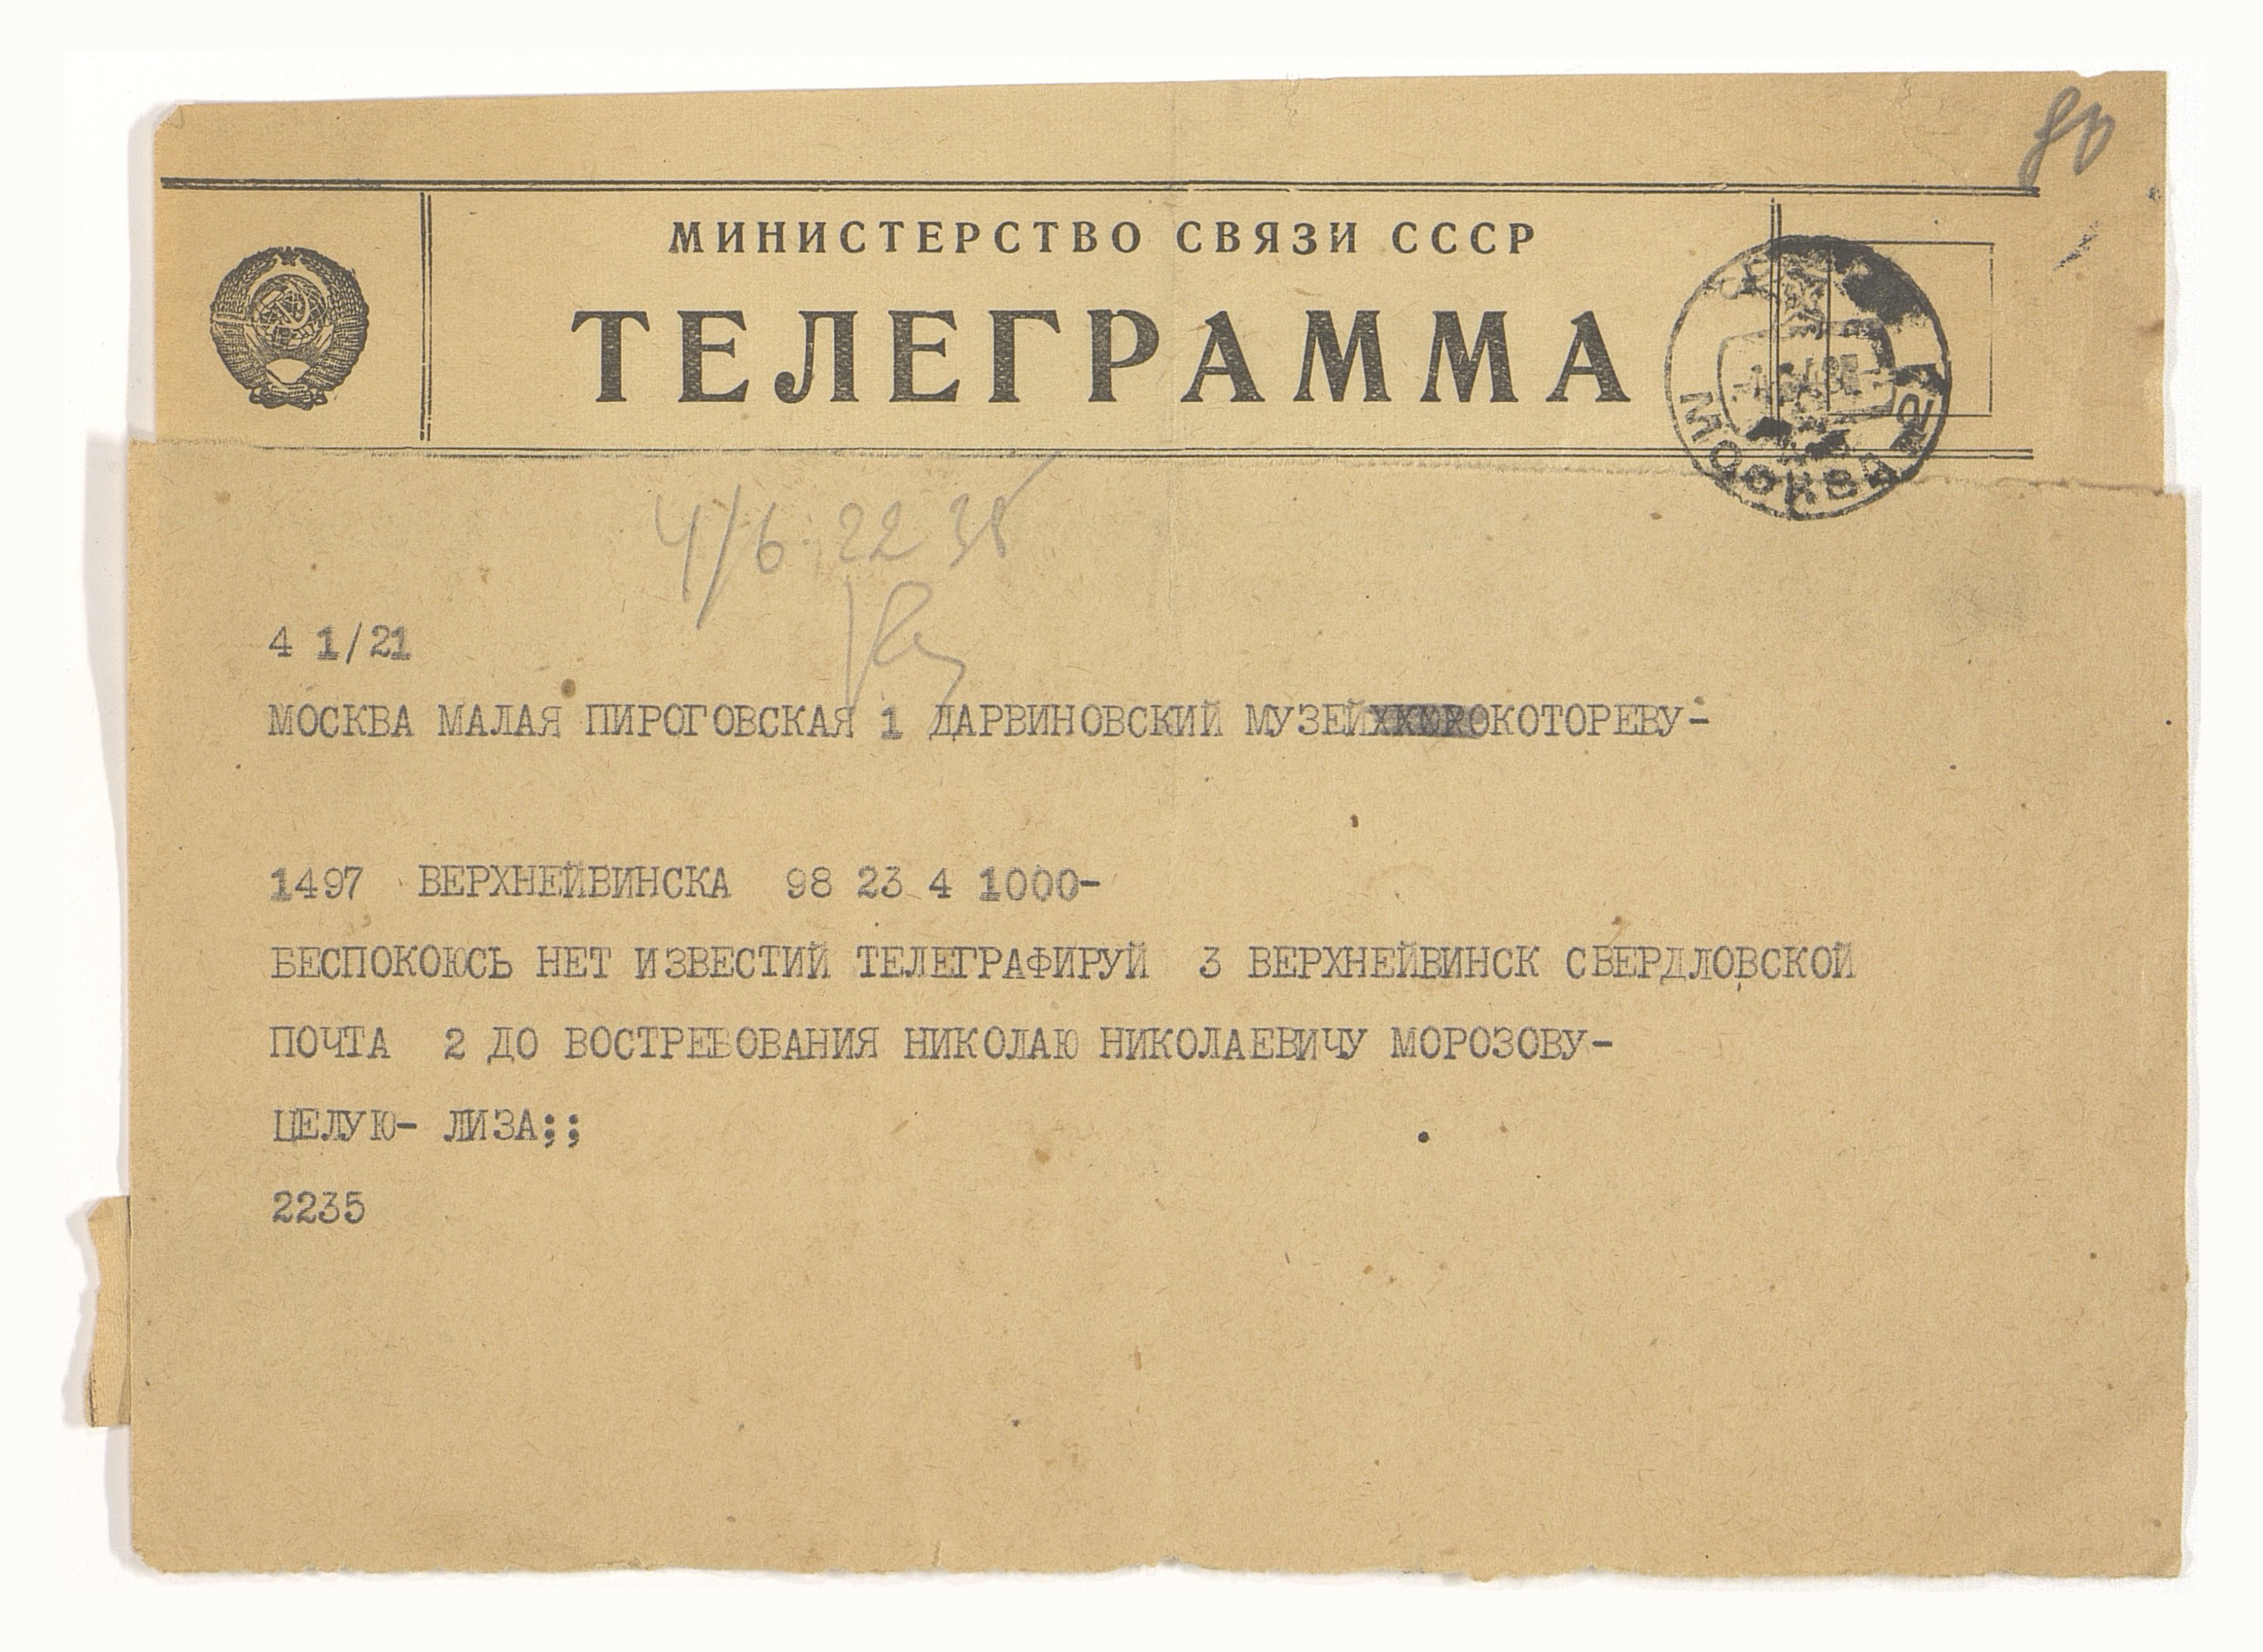 80
МИНИСТЕРСТВО СВЯЗИ СССР
ТЕЛЕГРАММА
МОСКВА
4/6 22 35
4 1/21
МОСКВА МАЛАЯ ПИРОГОВСКАЯ 1 ДАРВИНОВСКИЙ МУЗЕЙ КОТОРЕВУ-
1497 ВЕРХНЕЙВИНСКА 98 23 4 1000-
БЕСПОКОЮСЬ НЕТ ИЗВЕСТИЙ ТЕЛЕГРАФИРУЙ 3 ВЕРХНЕЙВИНСК СВЕРДЛОВСКОЙ
ПОЧТА 2 ДО ВОСТРЕБОВАНИЯ НИКОЛАЮ НИКОЛАЕВИЧУ МОРОЗОВУ-
ЦЕЛУЮ- ЛИЗА;;
2235